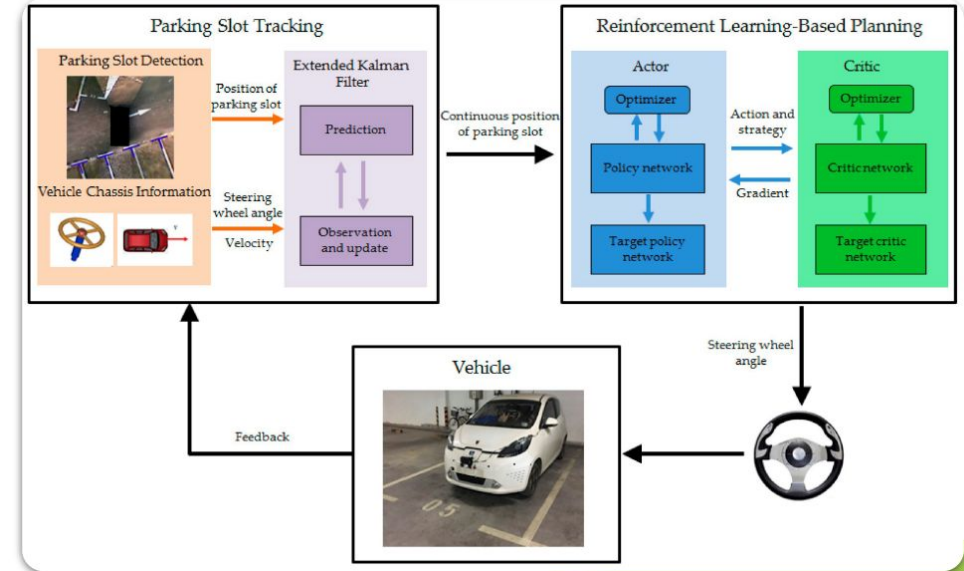 Parking Slot Tracking
Parking Slot Detection
Position of
parking slot
Vehicle Chassis Information
Steering
wheel angle
Velocity
V
Extended Kalman
Filter
Prediction
Observation
and update
Continuous position
of parking slot
Reinforcement Learning-Based Planning
Actor
Optimizer
Policy network
Target policy
network
Action and
strategy
Gradient
Critic
Optimizer
Critic network
Target critic
network
Steering wheel
angle
Vehicle
05
Feedback